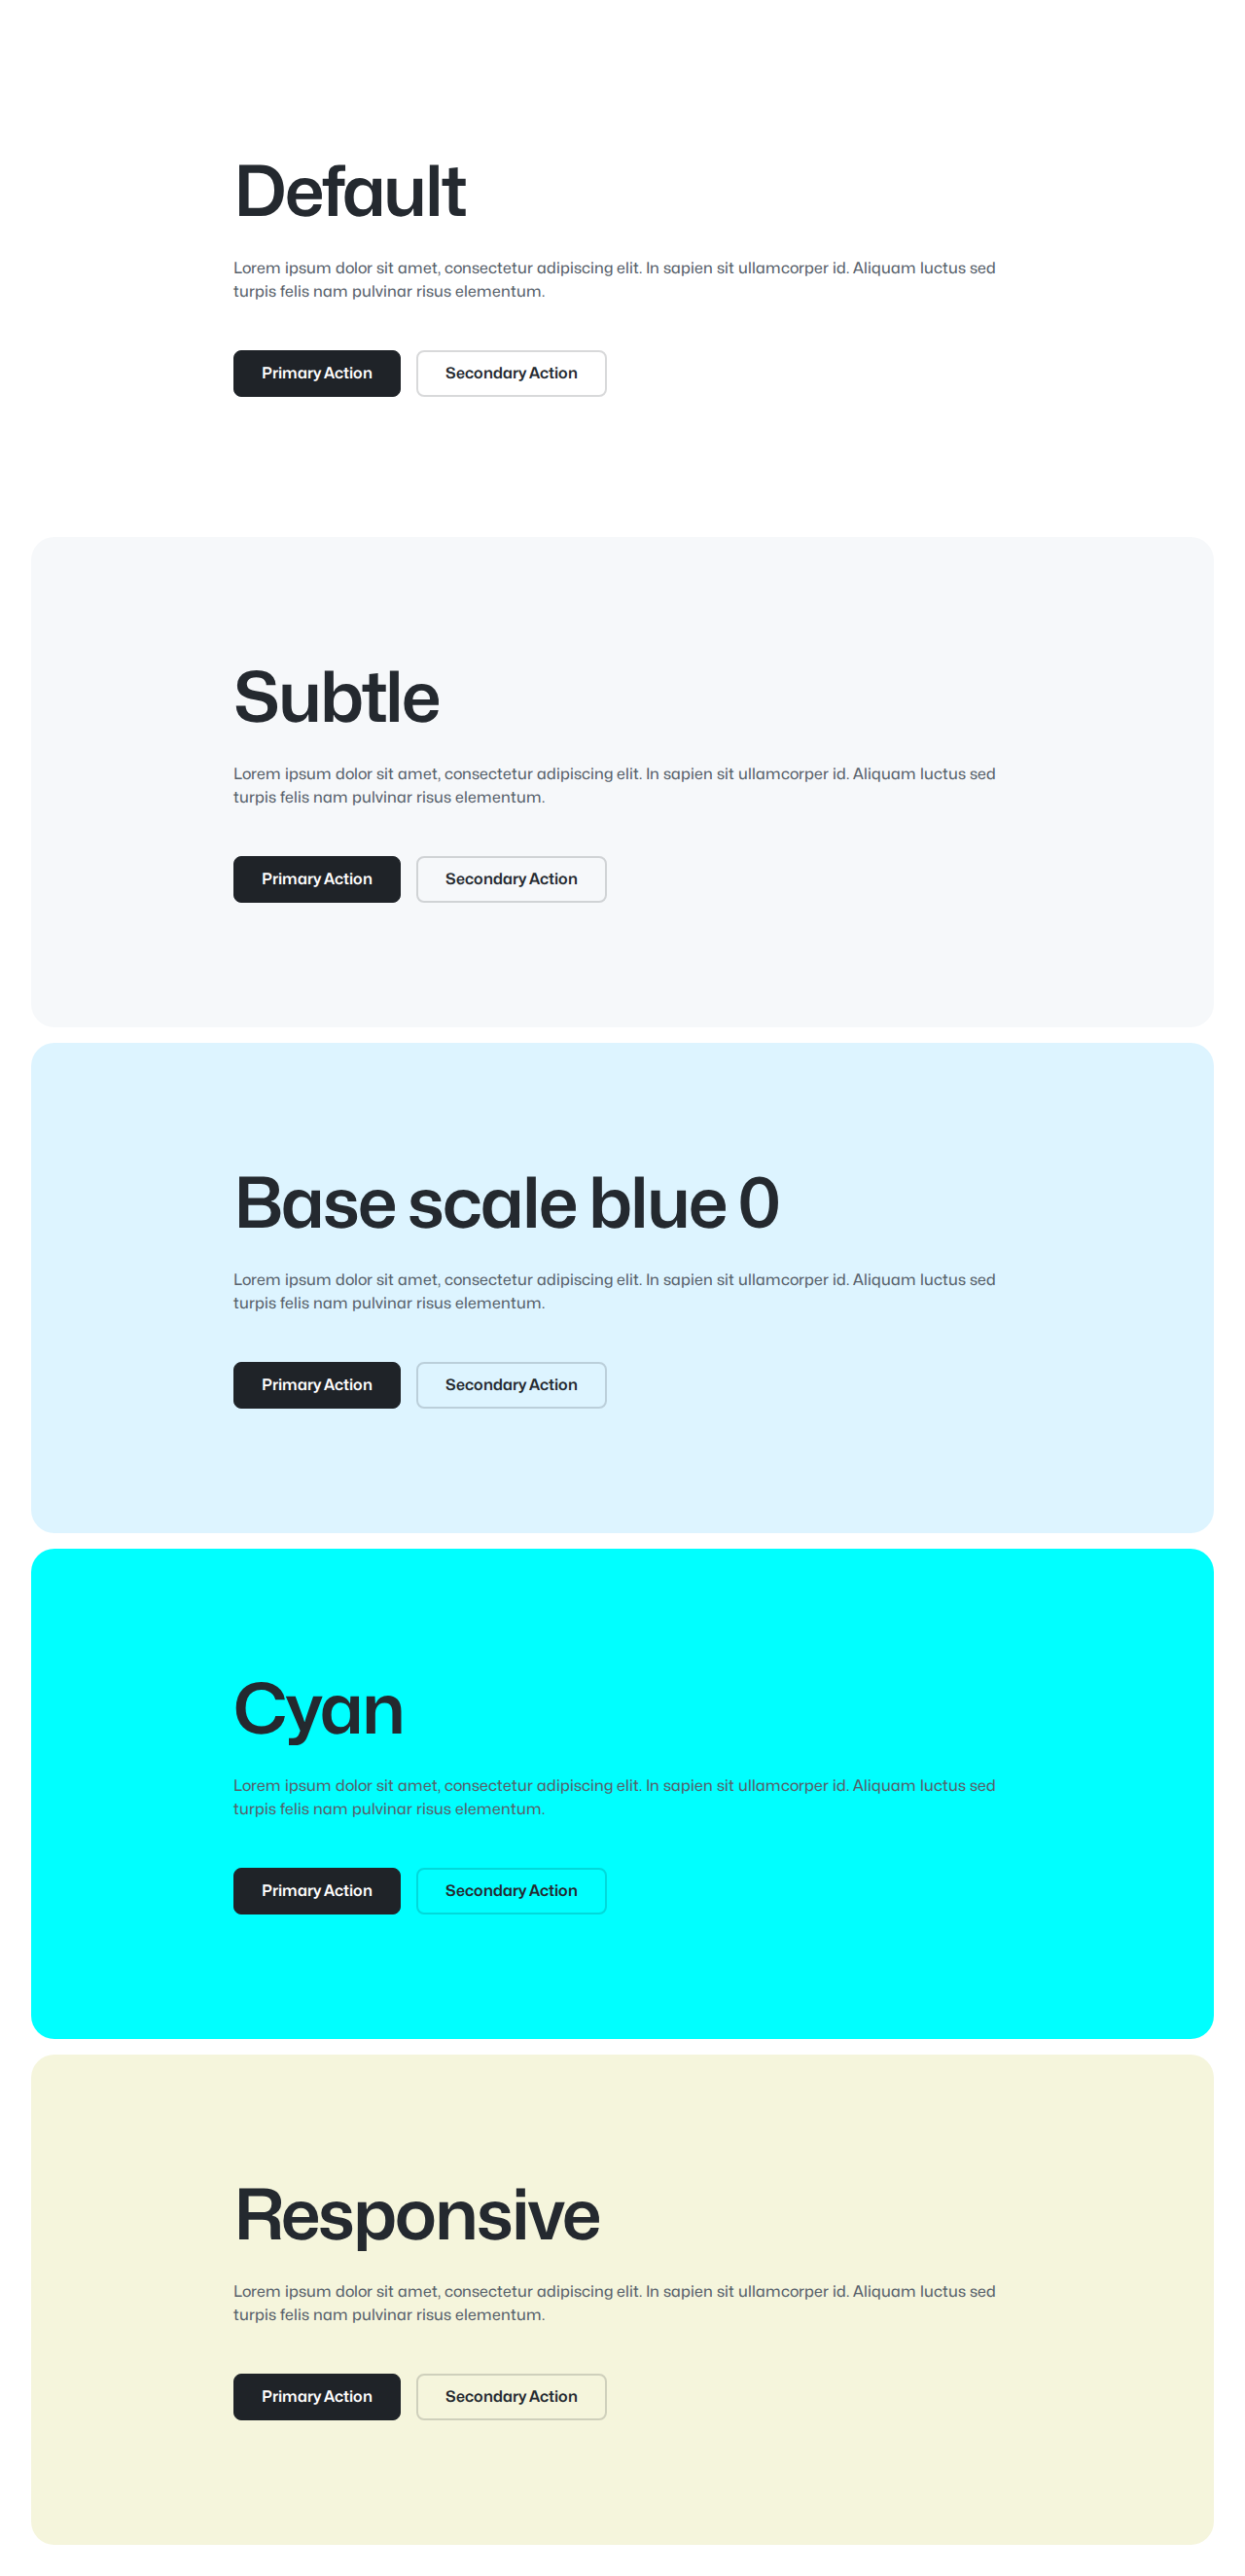 Default
Lorem ipsum dolor sit amet, consectetur adipiscing elit. In sapien sit ullamcorper id. Aliquam luctus sed
turpis felis nam pulvinar risus elementum.
Primary Action Secondary Action
Subtle
Lorem ipsum dolor sit amet, consectetur adipiscing elit. In sapien sit ullamcorper id. Aliquam luctus sed
turpis felis nam pulvinar risus elementum.
Primary Action Secondary Action
Base scale blue 0
Lorem ipsum dolor sit amet, consectetur adipiscing elit. In sapien sit ullamcorper id. Aliquam luctus sed
turpis felis nam pulvinar risus elementum.
Primary Action Secondary Action
Cyan
Lorem ipsum dolor sit amet, consectetur adipiscing elit. In sapien sit ullamcorper id. Aliquam luctus sed
turpis felis nam pulvinar risus elementum.
Primary Action Secondary Action
Responsive
Lorem ipsum dolor sit amet, consectetur adipiscing elit. In sapien sit ullamcorper id. Aliquam luctus sed
turpis felis nam pulvinar risus elementum.
Primary Action Secondary Action